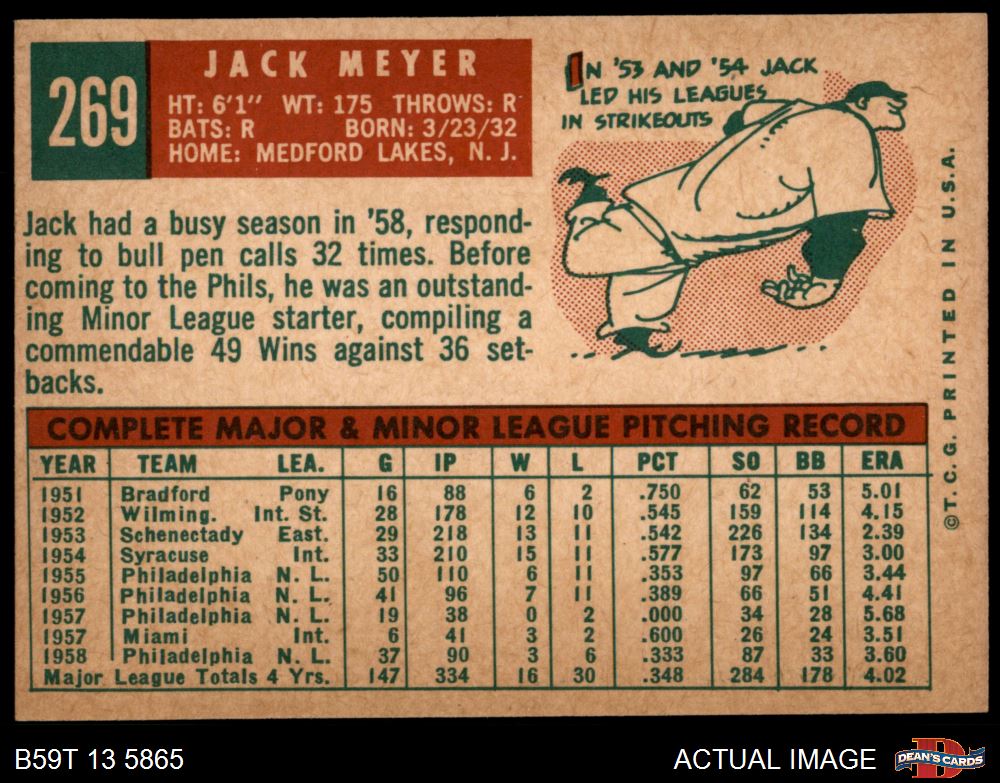 269
JACK MEYER
HT: 6'1" WT: 175 THROWS: R
BATS: R BORN: 3/23/32
HOME: MEDFORD LAKES, N. J.
IN '53 AND '54 JACK
LED HIS LEAGUES
IN STRIKEOUTS
Jack had a busy season in '58, respond-
ing to bull pen calls 32 times. Before
coming to the Phils, he was an outstand-
ing Minor League starter, compiling a
commendable 49 Wins against 36 set-
backs.
COMPLETE MAJOR & MINOR LEAGUE PITCHING RECORD
YEAR TEAM LEA. G IP W L PCT SO BB ERA
1951 Bradford Pony 16 88 6 2 .750 62 53 5.01
1952 Wilming. Int. St. 28 178 12 10 .545 159 114 4.15
1953 Schenectady East. 29 218 13 11 .542 226 134 2.39
1954 Syracuse Int. 33 210 15 11 .577 173 97 3.00
1955 Philadelphia N. L. 50 110 6 11 .353 97 66 3.44
1956 Philadelphia N. L. 41 96 7 11 .389 66 51 4.41
1957 Philadelphia N. L. 19 38 0 2 .000 34 28 5.68
1957 Miami Int. 6 41 3 2 .600 26 24 3.51
1958 Philadelphia N. L. 37 90 3 6 .333 87 33 3.60
Major League Totals 4 Yrs. 147 334 16 30 .348 284 178 4.02
©T. C. G. PRINTED IN U.S.A.
B59T 13 5865
ACTUAL IMAGE
D
DEAN'S CARDS